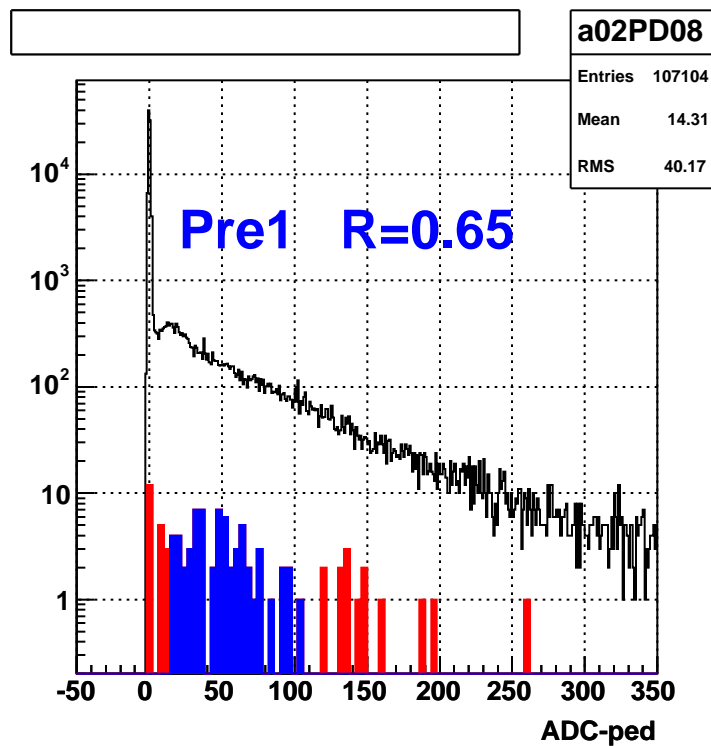 a02PD08
Entries 107104
Mean 14.31
RMS 40.17
Pre1 R=0.65
10^4
10^3
10^2
10
1
-50 0 50 100 150 200 250 300 350
ADC-ped